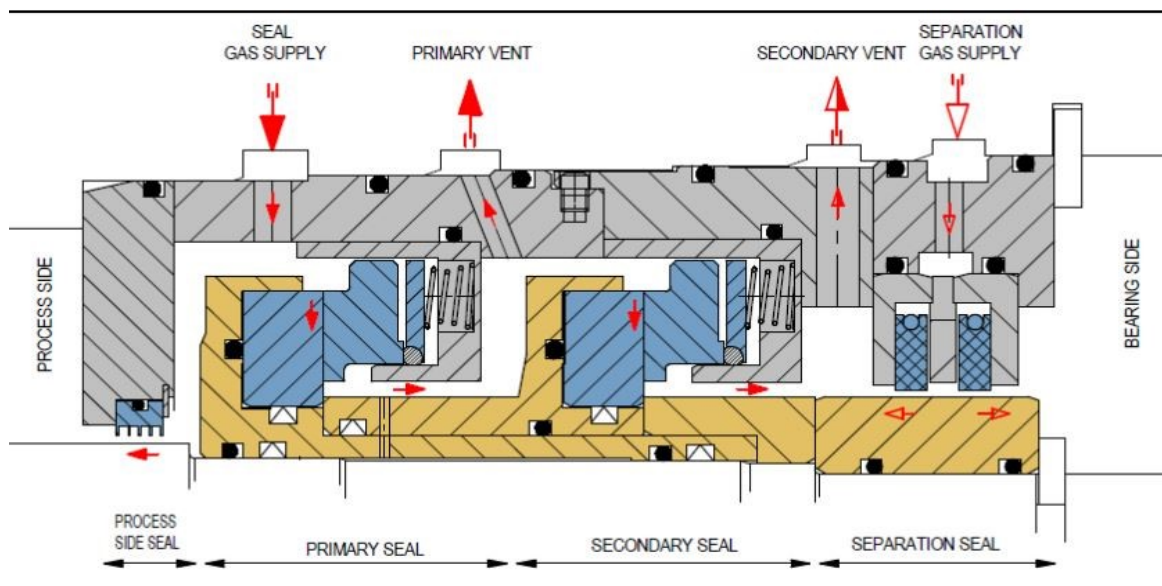 SEAL
GAS SUPPLY
PRIMARY VENT
SECONDARY VENT
SEPARATION
GAS SUPPLY
PROCESS SIDE
BEARING SIDE
PROCESS
SIDE SEAL
PRIMARY SEAL
SECONDARY SEAL
SEPARATION SEAL